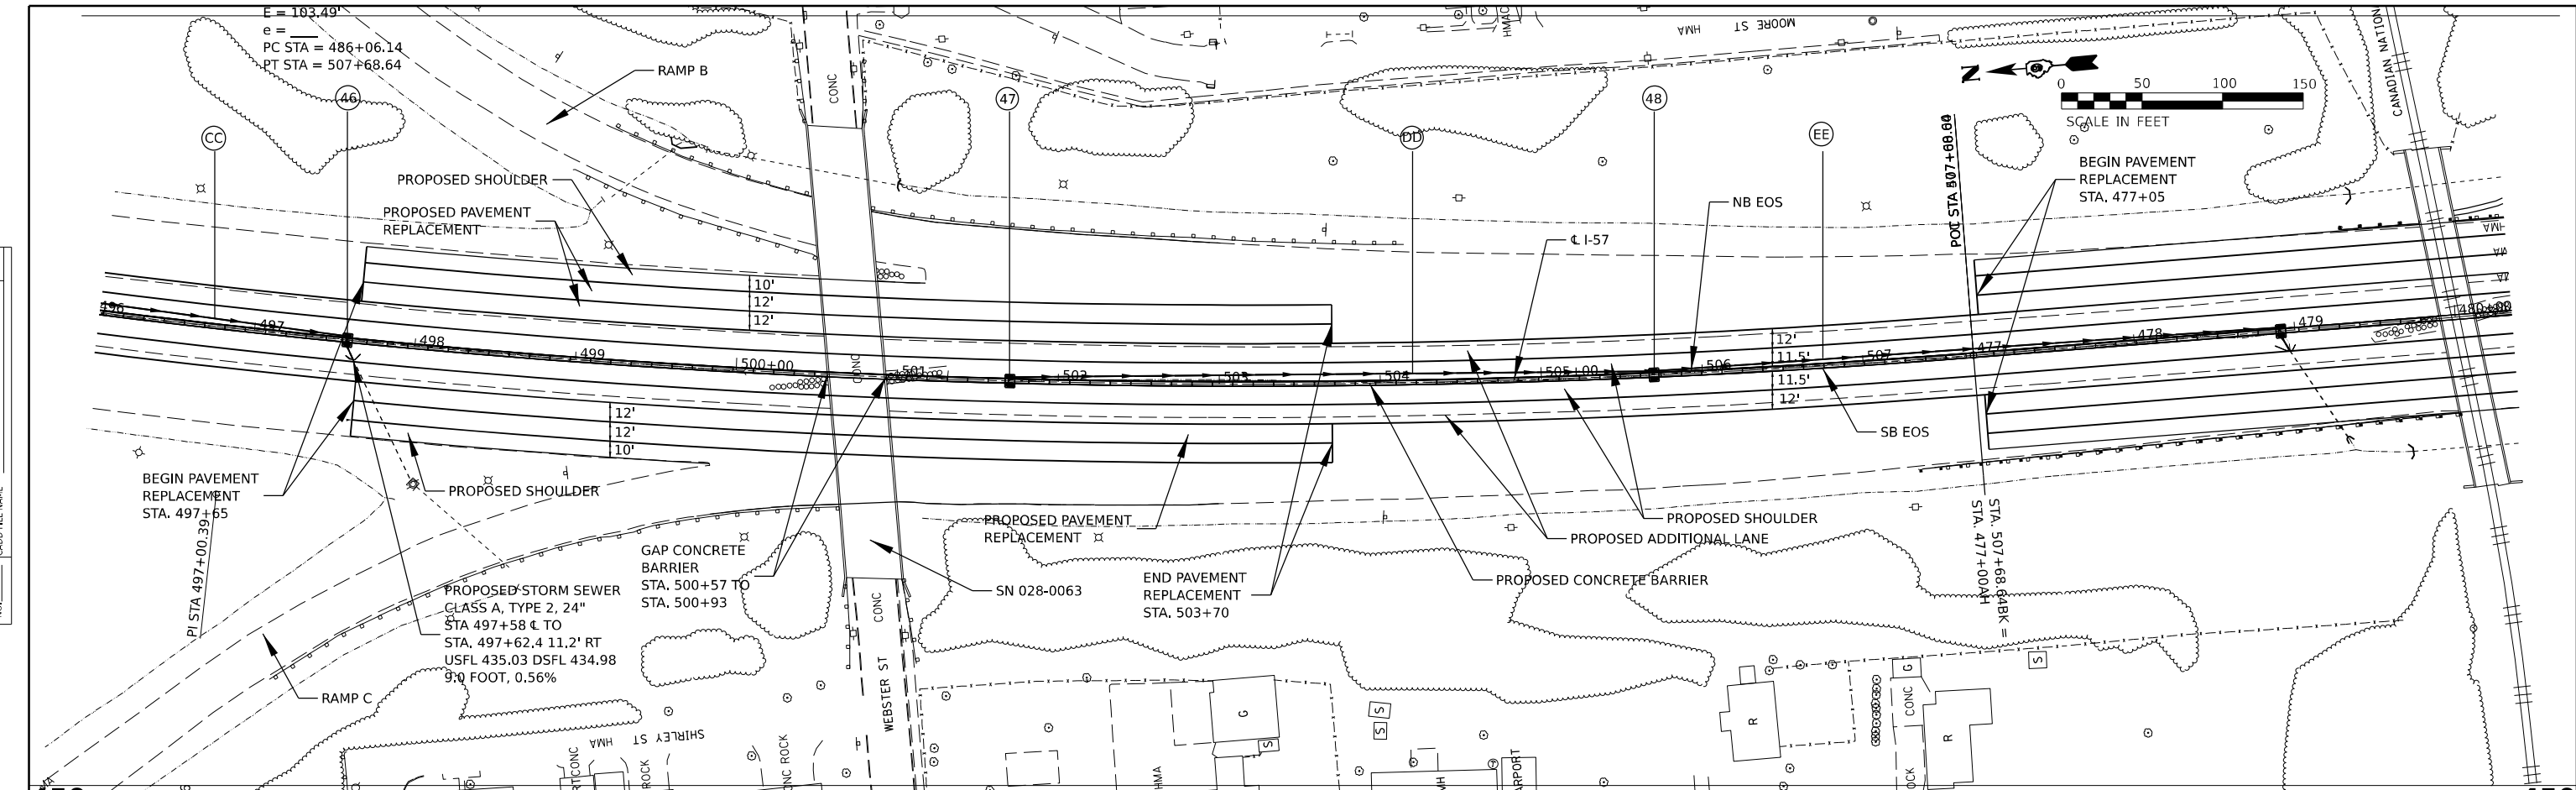 E = 103.49'
e = ___
PC STA = 486+06.14
PT STA = 507+68.64
RAMP B
CONC
HMAC
HMA
MOORE ST
N
0 50 100 150
SCALE IN FEET
CANADIAN NATION
CC
46
47
48
DD
EE
BEGIN PAVEMENT
REPLACEMENT
STA. 477+05
PROPOSED SHOULDER
PROPOSED PAVEMENT
REPLACEMENT
NB EOS
℄ I-57
10'
12'
12'
12'
11.5'
11.5'
12'
496
497
498
499
500+00
501
502
503
504
505+00
506
507
477
478
479
480+00
CONC
HMA
12'
12'
10'
SB EOS
BEGIN PAVEMENT
REPLACEMENT
STA. 497+65
PROPOSED SHOULDER
PI STA 497+00.39
GAP CONCRETE
BARRIER
STA. 500+57 TO
STA. 500+93
PROPOSED PAVEMENT
REPLACEMENT
SN 028-0063
END PAVEMENT
REPLACEMENT
STA. 503+70
PROPOSED SHOULDER
PROPOSED ADDITIONAL LANE
PROPOSED CONCRETE BARRIER
STA. 507+68.64BK =
STA. 477+00AH
PROPOSED STORM SEWER
CLASS A, TYPE 2, 24"
STA 497+58 ℄ TO
STA. 497+62.4 11.2' RT
USFL 435.03 DSFL 434.98
9.0 FOOT, 0.56%
RAMP C
CONC
WEBSTER ST
HMA
SHIRLEY ST
G
S
S
S
R
G
CONC
R
S
HMA